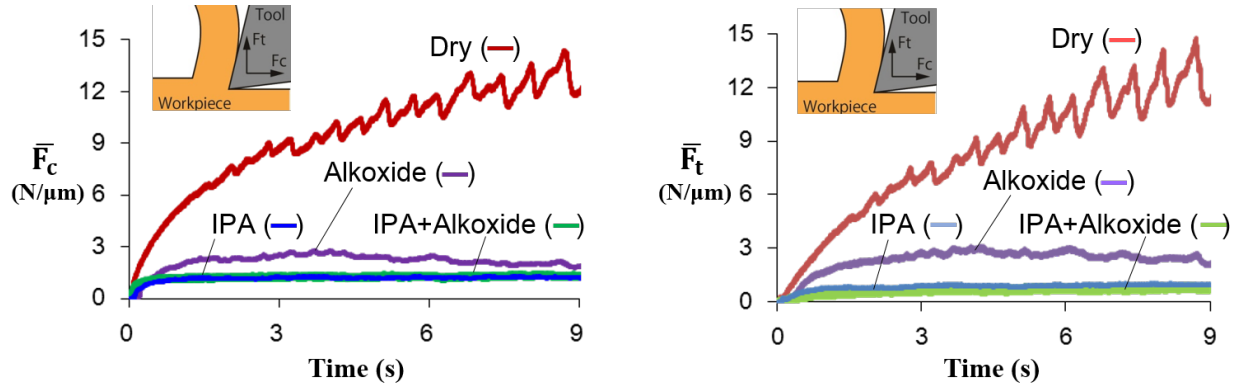 Tool
Ft
Fc
Workpiece
15
12
9
6
3
0
F̅c
(N/µm)
Dry (—)
Alkoxide (—)
IPA (—)
IPA+Alkoxide (—)
0
3
6
9
Time (s)
Tool
Ft
Fc
Workpiece
15
12
9
6
3
0
F̅t
(N/µm)
Dry (—)
Alkoxide (—)
IPA (—)
IPA+Alkoxide (—)
0
3
6
9
Time (s)